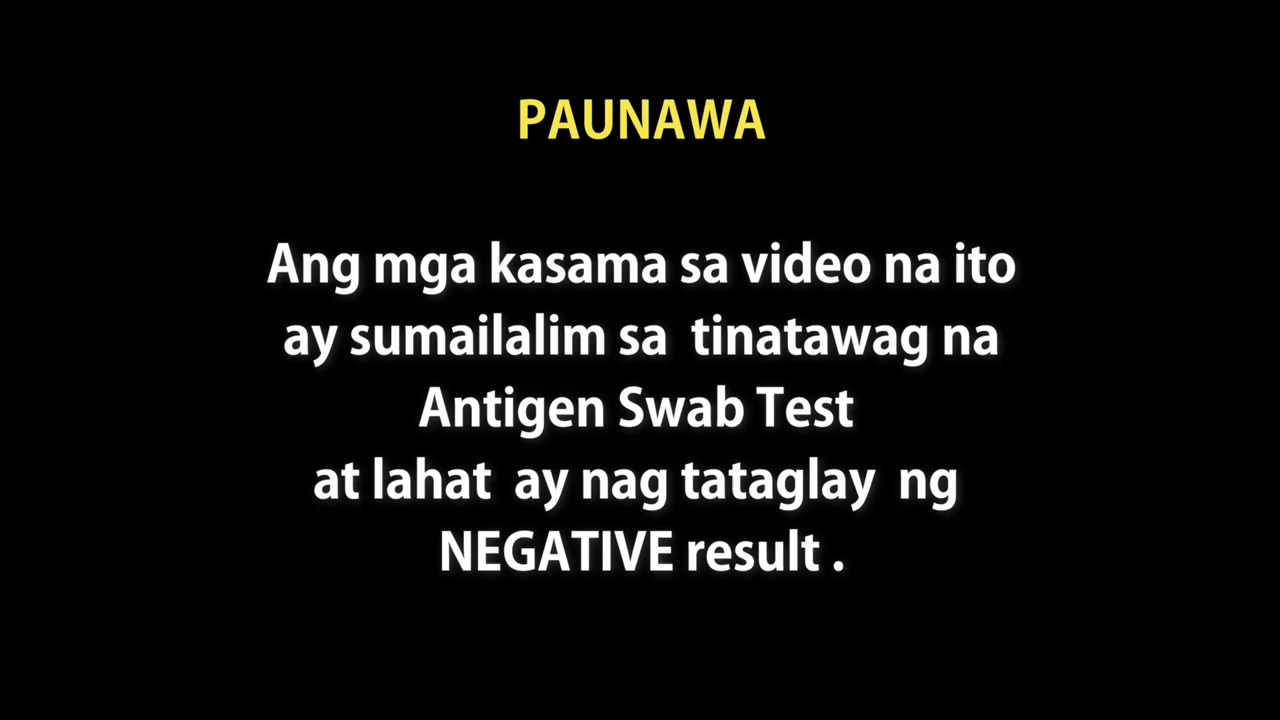 PAUNAWA
Ang mga kasama sa video na ito
ay sumailalim sa tinatawag na
Antigen Swab Test
at lahat ay nag tataglay ng
NEGATIVE result .